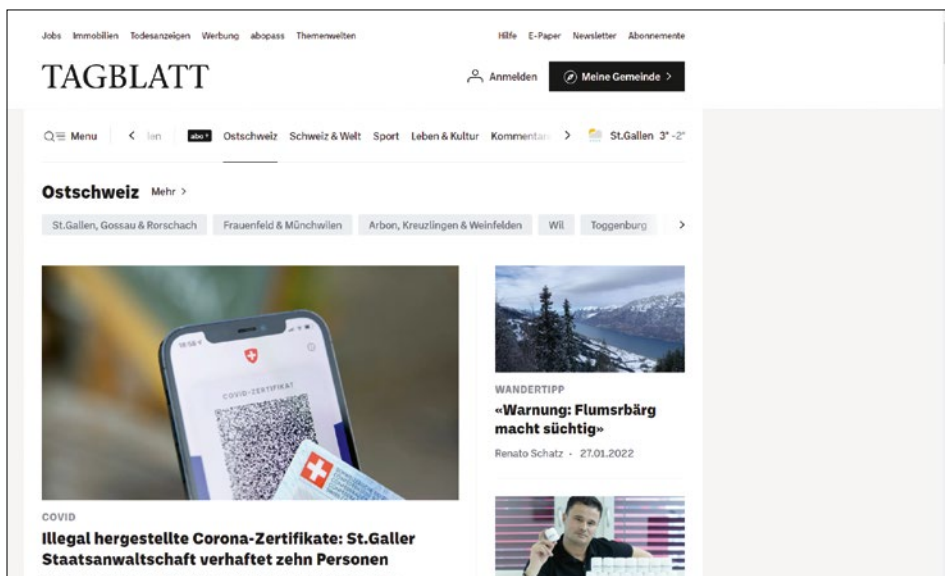 Jobs Immobilien Todesanzeigen Werbung abopass Themenwelten
Hilfe E-Paper Newsletter Abonnemente
TAGBLATT
Anmelden
Meine Gemeinde >
Menu
len
abo+
Ostschweiz Schweiz & Welt Sport Leben & Kultur Kommentar
St.Gallen 3° -2°
Ostschweiz Mehr >
St.Gallen, Gossau & Rorschach
Frauenfeld & Münchwilen
Arbon, Kreuzlingen & Weinfelden
Wil
Toggenburg
COVID-ZERTIFIKAT
COVID
Illegal hergestellte Corona-Zertifikate: St.Galler
Staatsanwaltschaft verhaftet zehn Personen
WANDERTIPP
«Warnung: Flumsrbärg
macht süchtig»
Renato Schatz - 27.01.2022